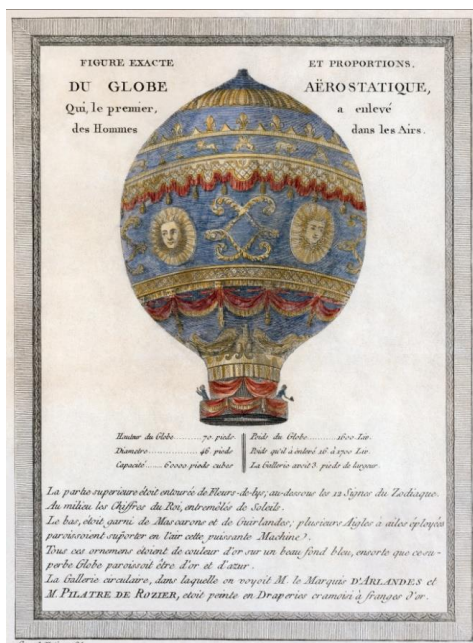 FIGURE EXACTE ET PROPORTIONS,
DU GLOBE AËROSTATIQUE,
Qui, le premier, a enlevé
des Hommes dans les Airs.
Hauteur du Globe.......70 pieds.
Diametre..............46 pieds
Capacité.....60000 pieds cubes
Poids du Globe.........1600 Liv.
Poids qu'il a enlevé 16 à 1700 Liv.
La Gallerie avoit 3. pieds de largeur.
La partie superieure étoit entourée de Fleurs-de-lys; au-dessous les 12 Signes du Zodiaque.
Au milieu les Chiffres du Roi, entremêlés de Soleils.
Le bas, étoit garni de Mascarons et de Guirlandes; plusieurs Aigles a ailes éployées
paroissoient suporter en l'air cette puissante Machine.
Tous ces ornemens étoient de couleur d'or sur un beau fond bleu, ensorte que ce su-
perbe Globe paroissoit être d'or et d'azur.
La Gallerie circulaire, dans laquelle on voyoit M. le Marquis D'ARLANDES et
M. PILATRE DE ROZIER, etoit peinte en Draperies cramoisi à franges d'or.